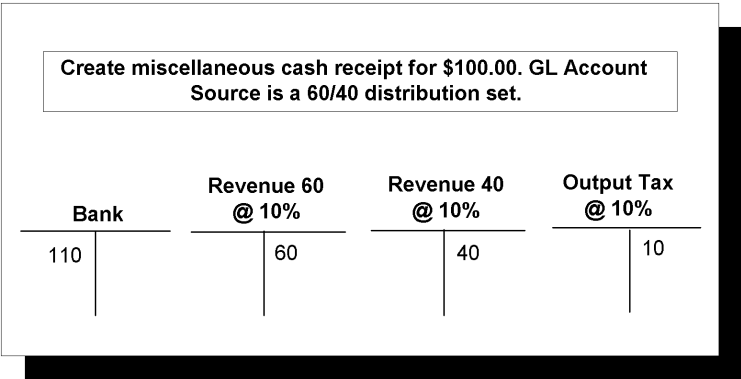 Create miscellaneous cash receipt for $100.00. GL Account
Source is a 60/40 distribution set.
Bank
110
Revenue 60
@ 10%
60
Revenue 40
@ 10%
40
Output Tax
@ 10%
10